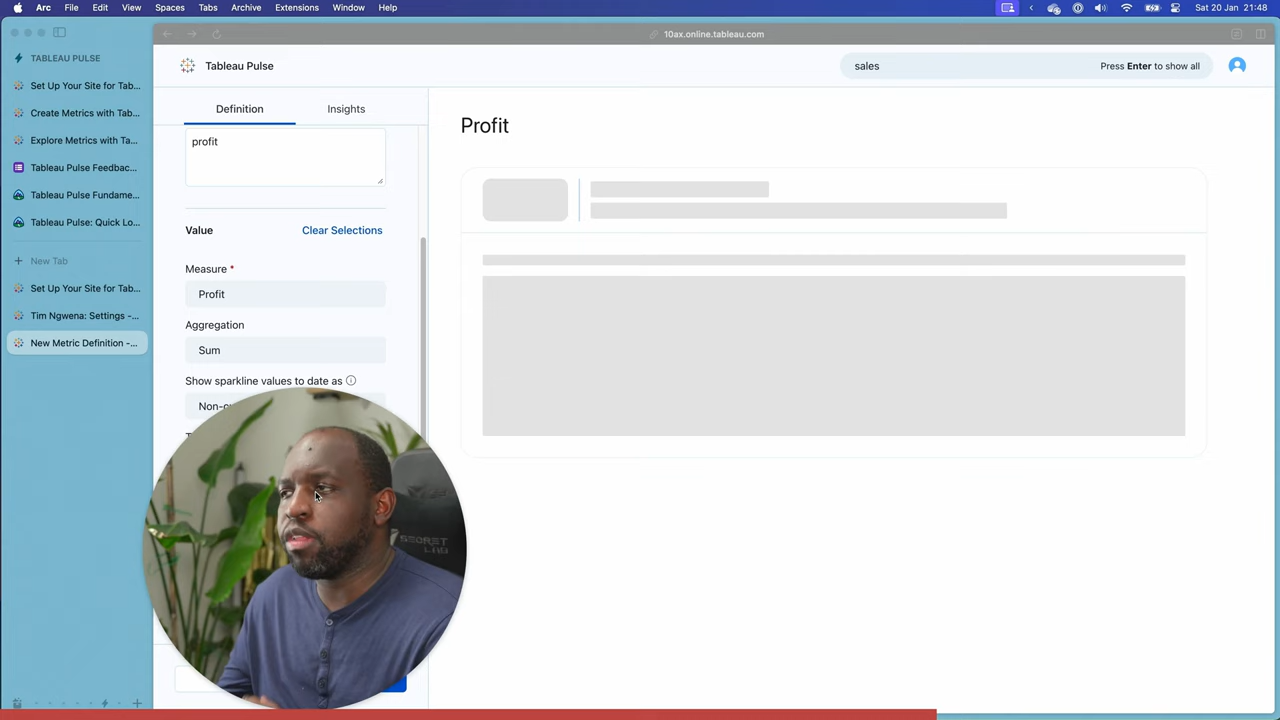 Arc File Edit View Spaces Tabs Archive Extensions Window Help
Sat 20 Jan 21:48
10ax.online.tableau.com
TABLEAU PULSE
Set Up Your Site for Tab...
Create Metrics with Tab...
Explore Metrics with Ta...
Tableau Pulse Feedbac...
Tableau Pulse Fundame...
Tableau Pulse: Quick Lo...
New Tab
Set Up Your Site for Tab...
Tim Ngwena: Settings -...
New Metric Definition -...
Tableau Pulse
sales
Press Enter to show all
Definition
Insights
profit
Value
Clear Selections
Measure *
Profit
Aggregation
Sum
Show sparkline values to date as
Profit